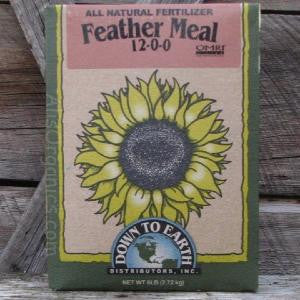 ALL NATURAL FERTILIZER
Feather Meal
12-0-0
OMRI
DOWN TO EARTH
DISTRIBUTORS, INC.
NET WT 6LB (2.72 kg)